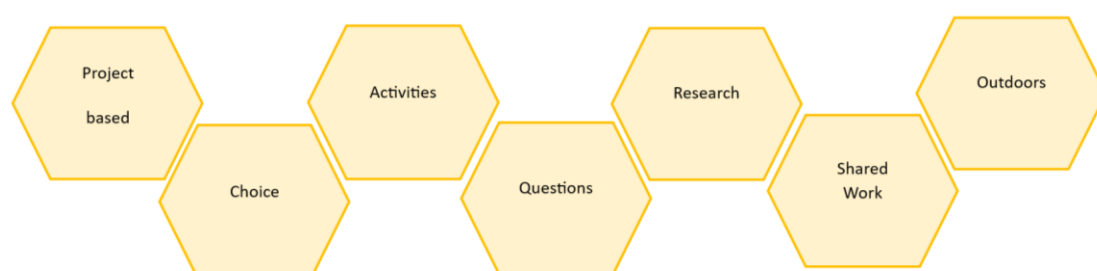 Project
based
Choice
Activities
Questions
Research
Shared
Work
Outdoors